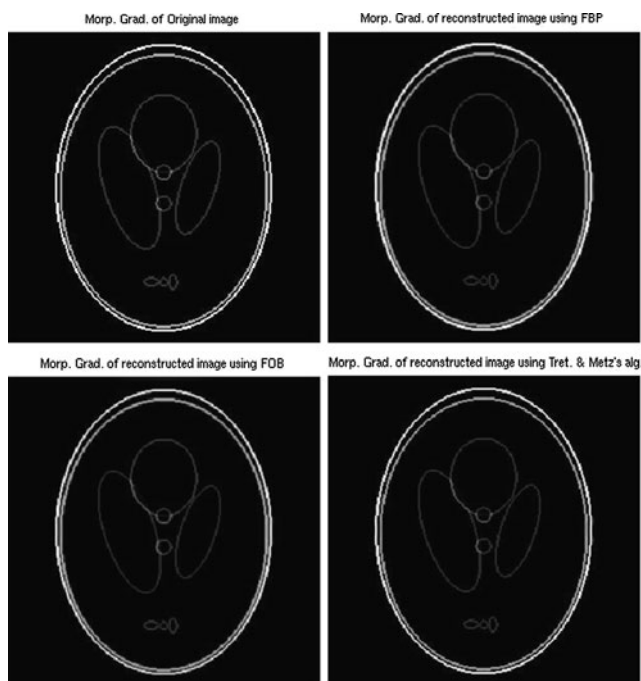 Morp. Grad. of Original image
Morp. Grad. of reconstructed image using FBP
Morp. Grad. of reconstructed image using FOB
Morp. Grad. of reconstructed image using Tret. & Metz's alg